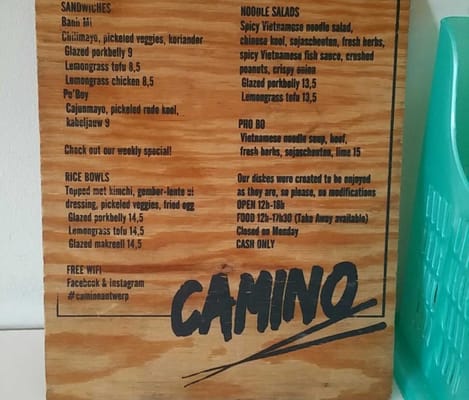 SANDWICHES
Banh Mi
Chilimayo, pickeled veggies, koriander
Glazed porkbelly 9
Lemongrass tofu 8,5
Lemongrass chicken 8,5
Po'Boy
Cajunmayo, pickeled rode kool,
kabeljauw 9
Check out our weekly special!
RICE BOWLS
Topped met kimchi, gember-lente ui
dressing, pickeled veggies, fried egg
Glazed porkbelly 14,5
Lemongrass tofu 14,5
Glazed makreel 14,5
FREE WIFI
Facebook & Instagram
#caminoantwerp
NOODLE SALADS
Spicy Vietnamese noodle salad,
chinese kool, sojascheuten, fresh herbs,
spicy Vietnamese fish sauce, crushed
peanuts, crispy onion
Glazed porkbelly 13,5
Lemongrass tofu 13,5
PHO BO
Vietnamese noodle soup, beef,
fresh herbs, sojascheuten, lime 15
Our dishes were created to be enjoyed
as they are, so please, no modifications
OPEN 12h-18h
FOOD 12h-17h30 (Take Away available)
Closed on Monday
CASH ONLY
CAMINO